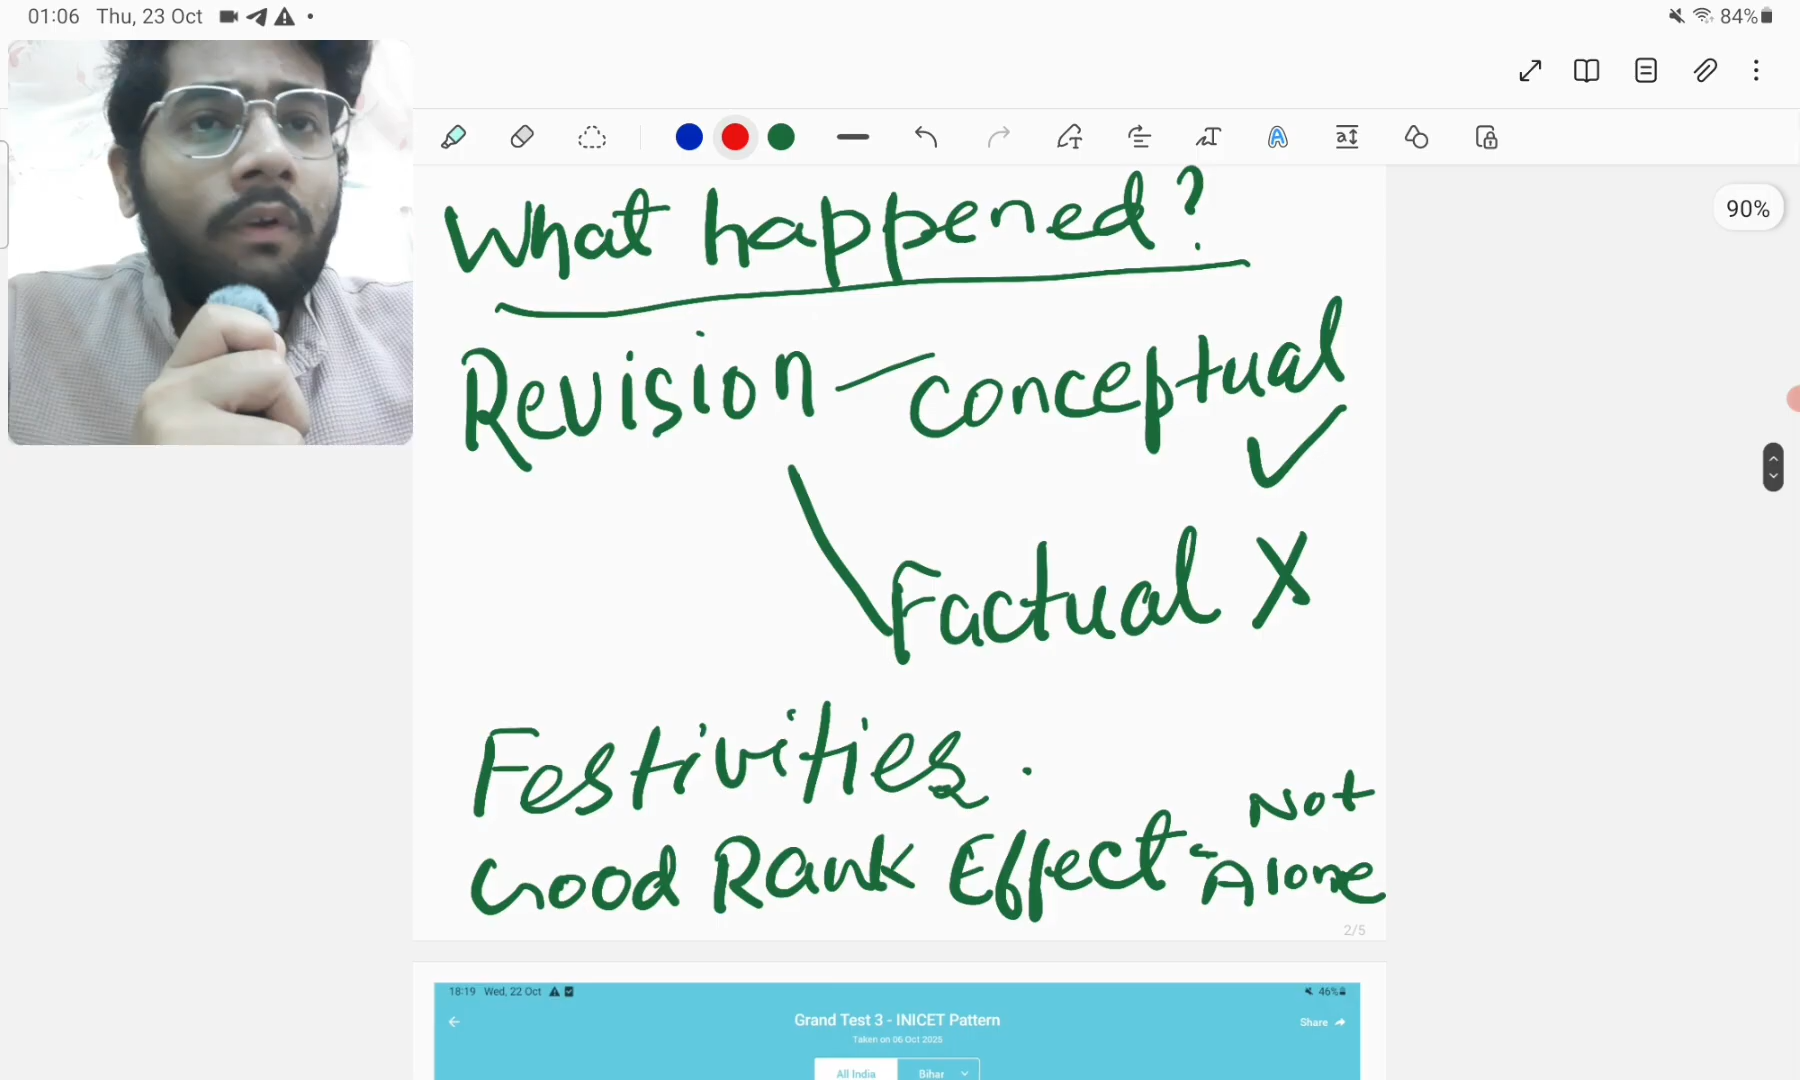 01:06 Thu, 23 Oct 84%
90%
What happened?
Revision - conceptual ✓
Factual X
Festivities.
Good Rank Effect - Not Alone
2/5
18:19 Wed, 22 Oct 46%
Grand Test 3 - INICET Pattern
Share
Taken on 06 Oct 2025
All India Bihar